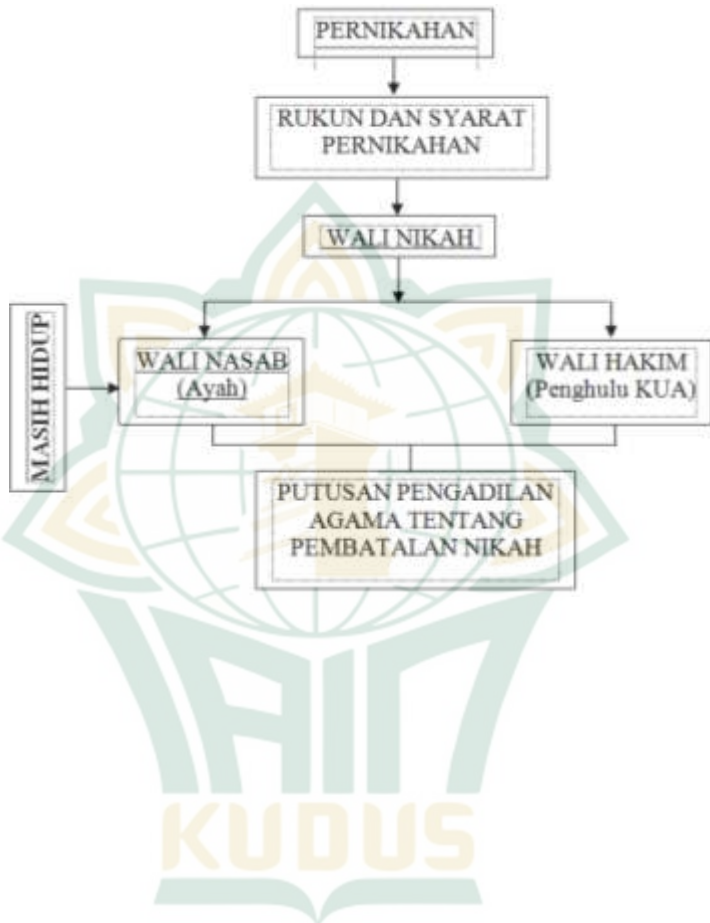 PERNIKAHAN
RUKUN DAN SYARAT
PERNIKAHAN
WALI NIKAH
MASIH HIDUP
WALI NASAB
(Ayah)
WALI HAKIM
(Penghulu KUA)
PUTUSAN PENGADILAN
AGAMA TENTANG
PEMBATALAN NIKAH
IAIN
KUDUS